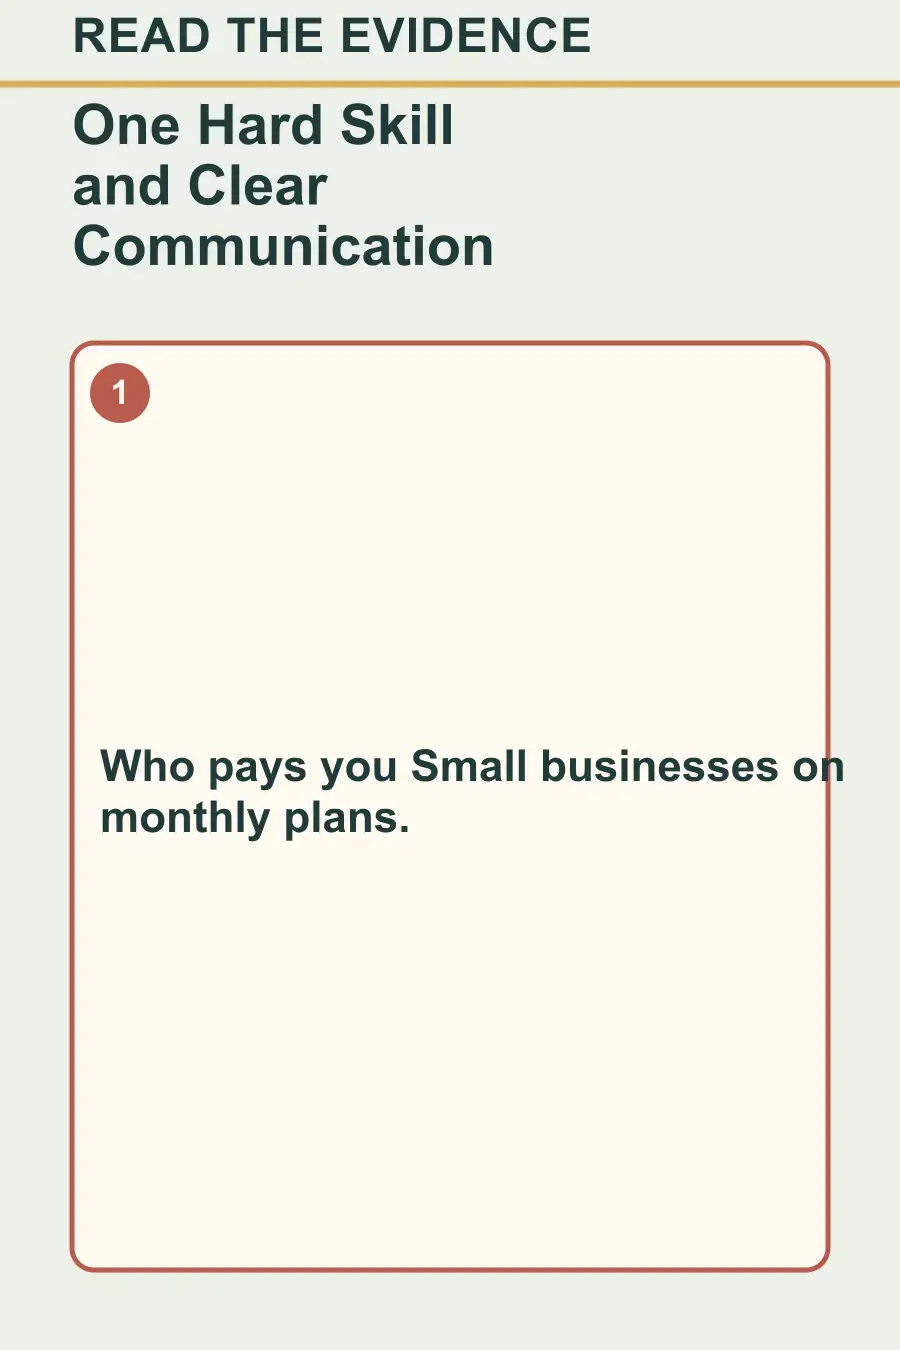 READ THE EVIDENCE
One Hard Skill
and Clear
Communication
1
Who pays you Small businesses on
monthly plans.